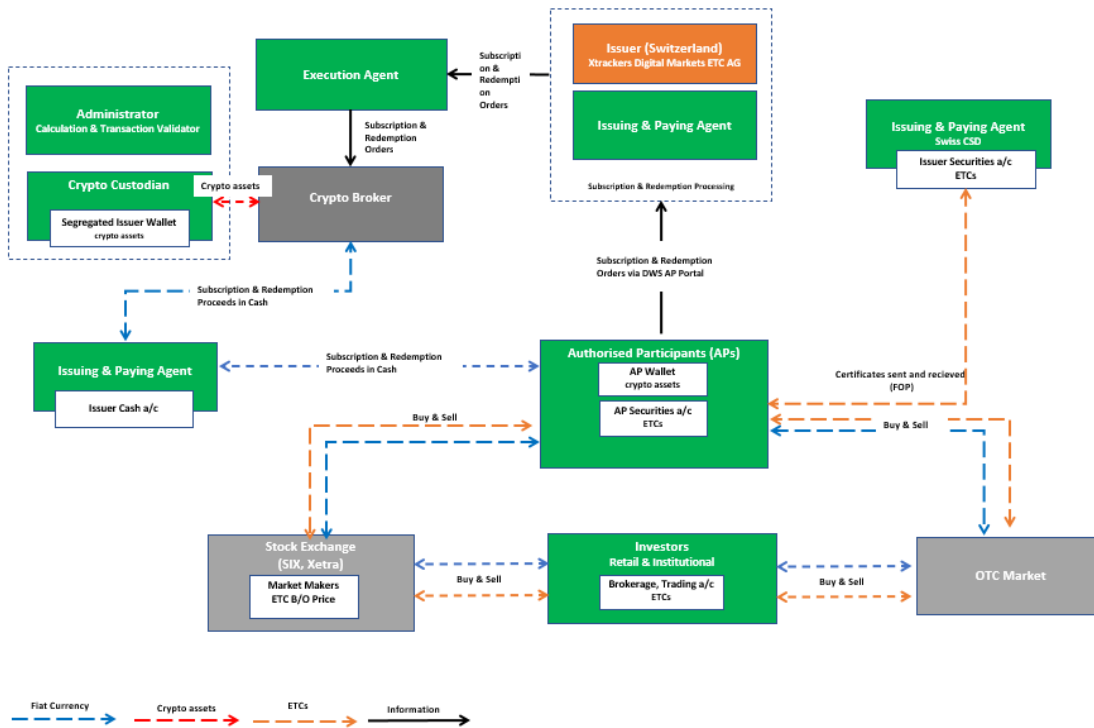 Issuer (Switzerland)
Xtrackers Digital Markets ETC AG
Subscripti
on &
Redempti
on
Orders
Execution Agent
Administrator
Calculation & Transaction Validator
Issuing & Paying Agent
Issuing & Paying Agent
Swiss CSD
Issuer Securities a/c
ETCs
Subscription &
Redemption
Orders
Crypto Custodian
Crypto assets
Crypto Broker
Segregated Issuer Wallet
crypto assets
Subscription & Redemption Processing
Subscription & Redemption
Orders via DWS AP Portal
Subscription & Redemption
Proceeds in Cash
Issuing & Paying Agent
Issuer Cash a/c
Subscription & Redemption
Proceeds in Cash
Authorised Participants (APs)
AP Wallet
crypto assets
AP Securities a/c
ETCs
Certificates sent and recieved
(FOP)
Buy & Sell
Buy & Sell
Stock Exchange
(SIX, Xetra)
Market Makers
ETC B/O Price
Buy & Sell
Investors
Retail & Institutional
Brokerage, Trading a/c
ETCs
Buy & Sell
OTC Market
Fiat Currency
Crypto assets
ETCs
Information